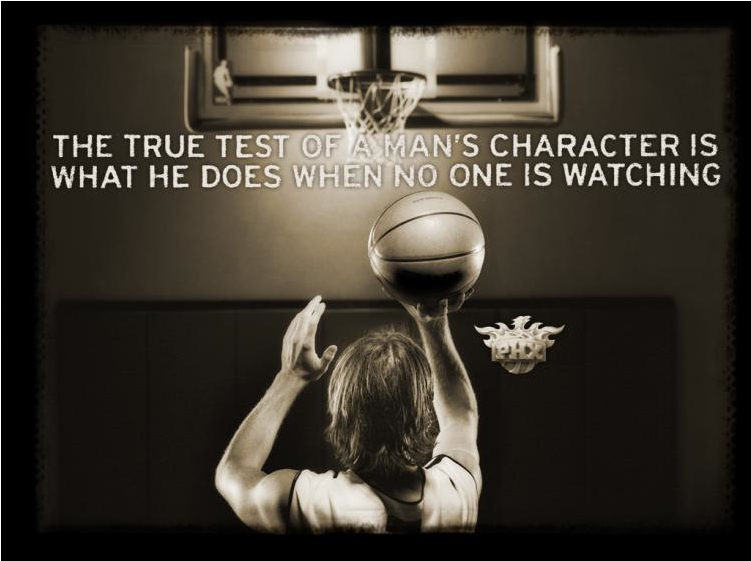 THE TRUE TEST OF A MAN'S CHARACTER IS
WHAT HE DOES WHEN NO ONE IS WATCHING
PHX